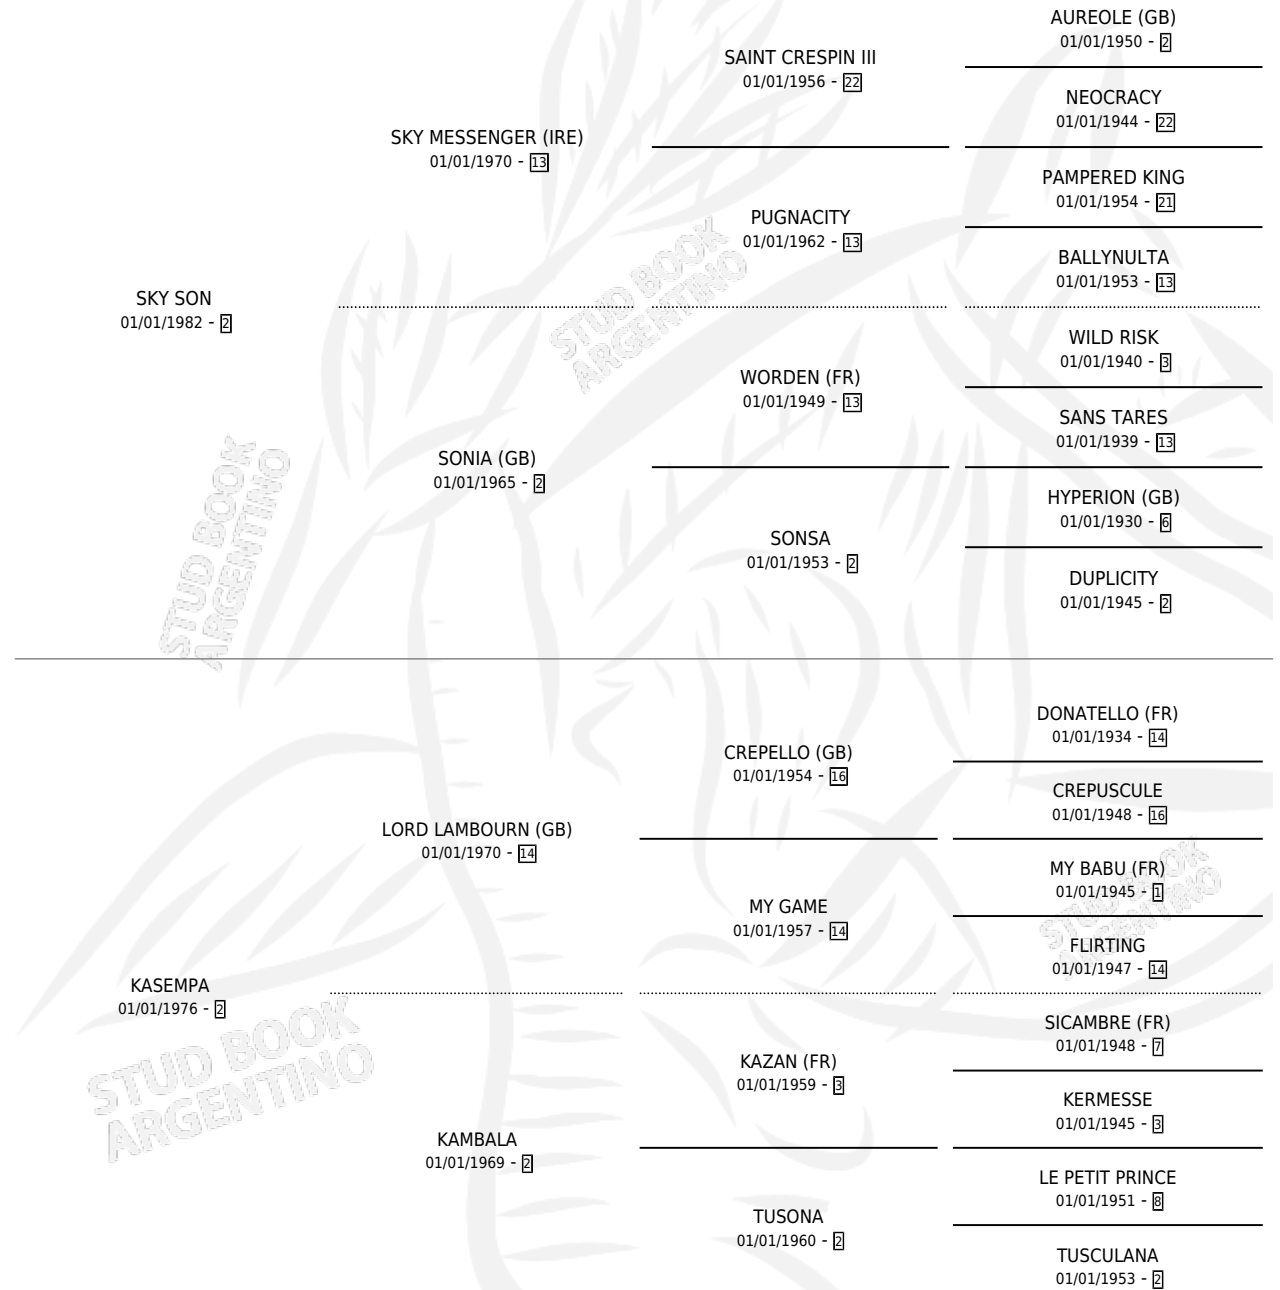 AUREOLE (GB)
01/01/1950 - 2
SAINT CRESPIN III
01/01/1956 - 22
NEOCRACY
01/01/1944 - 22
SKY MESSENGER (IRE)
01/01/1970 - 13
PAMPERED KING
01/01/1954 - 21
PUGNACITY
01/01/1962 - 13
BALLYNULTA
01/01/1953 - 13
SKY SON
01/01/1982 - 2
WILD RISK
01/01/1940 - 3
WORDEN (FR)
01/01/1949 - 13
SANS TARES
01/01/1939 - 13
SONIA (GB)
01/01/1965 - 2
HYPERION (GB)
01/01/1930 - 6
SONSA
01/01/1953 - 2
DUPLICITY
01/01/1945 - 2
DONATELLO (FR)
01/01/1934 - 14
CREPELLO (GB)
01/01/1954 - 16
CREPUSCULE
01/01/1948 - 16
LORD LAMBOURN (GB)
01/01/1970 - 14
MY BABU (FR)
01/01/1945 - 1
MY GAME
01/01/1957 - 14
FLIRTING
01/01/1947 - 14
KASEMPA
01/01/1976 - 2
SICAMBRE (FR)
01/01/1948 - 7
KAZAN (FR)
01/01/1959 - 3
KERMESSE
01/01/1945 - 3
KAMBALA
01/01/1969 - 2
LE PETIT PRINCE
01/01/1951 - 8
TUSONA
01/01/1960 - 2
TUSCULANA
01/01/1953 - 2
STUD BOOK
ARGENTINO
STUD BOOK
ARGENTINO
STUD BOOK
ARGENTINO
STUD BOOK
ARGENTINO